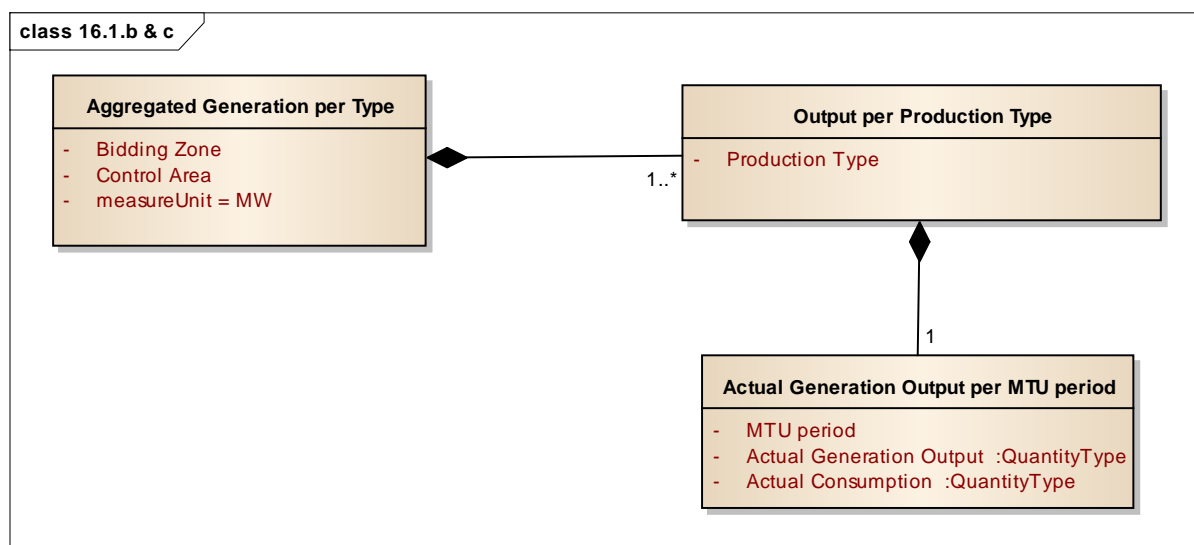 class 16.1.b & c
Aggregated Generation per Type
- Bidding Zone
- Control Area
- measureUnit = MW
1..*
Output per Production Type
- Production Type
1
Actual Generation Output per MTU period
- MTU period
- Actual Generation Output :QuantityType
- Actual Consumption :QuantityType